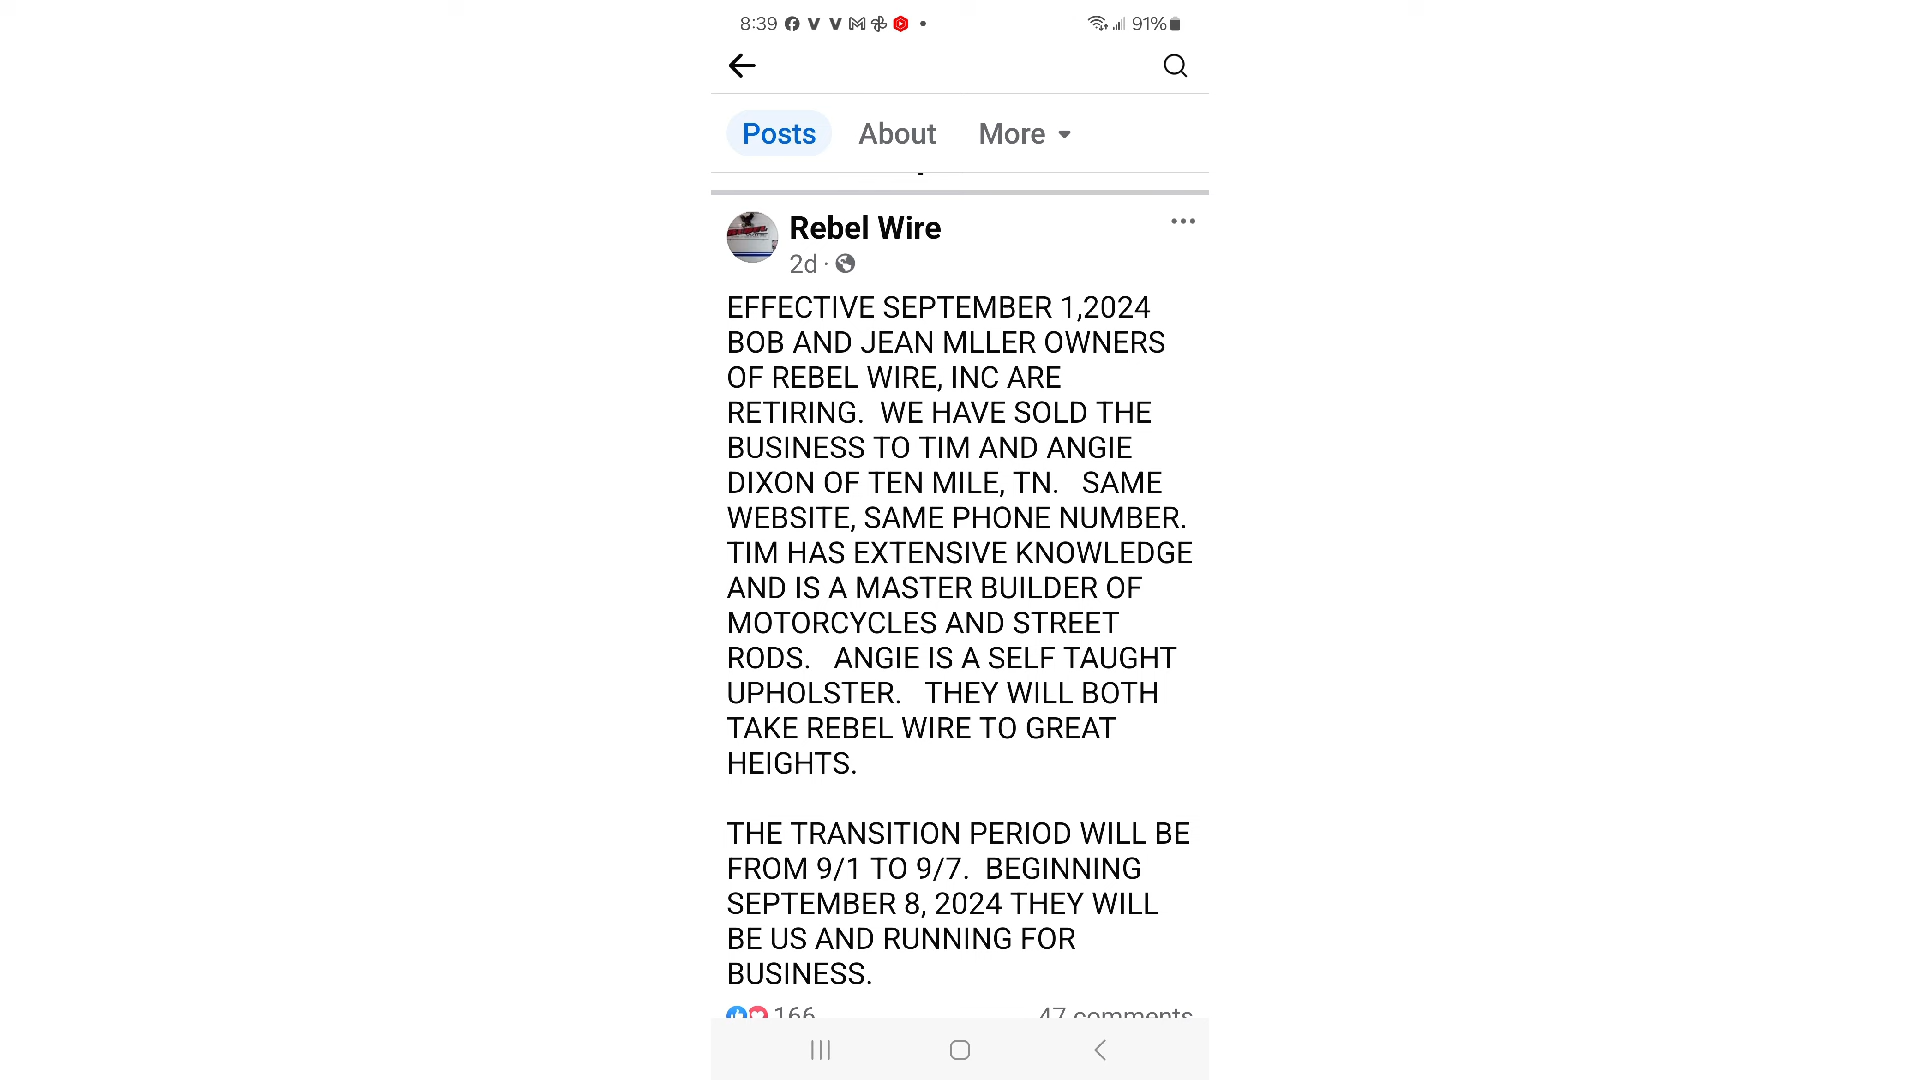 8:39 91%
Posts About More
Rebel Wire
2d ·
EFFECTIVE SEPTEMBER 1,2024
BOB AND JEAN MLLER OWNERS
OF REBEL WIRE, INC ARE
RETIRING.  WE HAVE SOLD THE
BUSINESS TO TIM AND ANGIE
DIXON OF TEN MILE, TN.   SAME
WEBSITE, SAME PHONE NUMBER.
TIM HAS EXTENSIVE KNOWLEDGE
AND IS A MASTER BUILDER OF
MOTORCYCLES AND STREET
RODS.   ANGIE IS A SELF TAUGHT
UPHOLSTER.   THEY WILL BOTH
TAKE REBEL WIRE TO GREAT
HEIGHTS.
THE TRANSITION PERIOD WILL BE
FROM 9/1 TO 9/7.  BEGINNING
SEPTEMBER 8, 2024 THEY WILL
BE US AND RUNNING FOR
BUSINESS.
166 47 comments